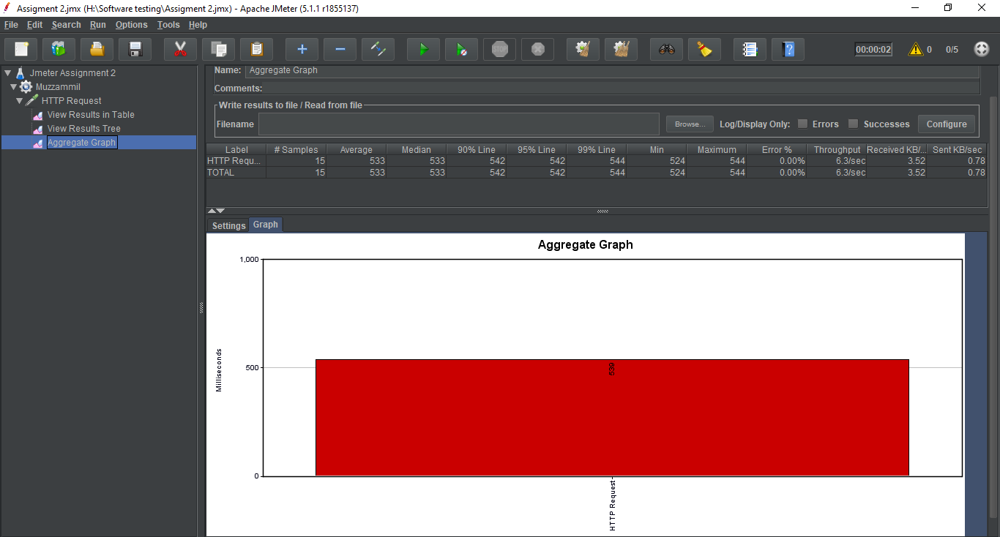 Assigment 2.jmx (H:\Software testing\Assigment 2.jmx) - Apache JMeter (5.1.1 r1855137)
File Edit Search Run Options Tools Help
STOP 00:00:02 0 0/5
Jmeter Assignment 2
Muzzammil
HTTP Request
View Results in Table
View Results Tree
Aggregate Graph
Name: Aggregate Graph
Comments:
Write results to file / Read from file
Filename Browse... Log/Display Only: Errors Successes Configure
Label # Samples Average Median 90% Line 95% Line 99% Line Min Maximum Error % Throughput Received KB/... Sent KB/sec
HTTP Requ... 15 533 533 542 542 544 524 544 0.00% 6.3/sec 3.52 0.78
TOTAL 15 533 533 542 542 544 524 544 0.00% 6.3/sec 3.52 0.78
Settings Graph
Aggregate Graph
1,000
500
0
Milliseconds
539
HTTP Request